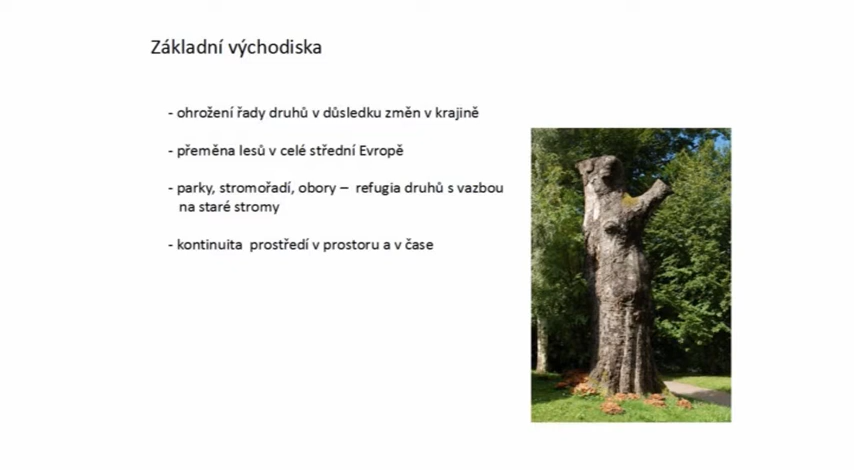 Základní východiska
- ohrožení řady druhů v důsledku změn v krajině
- přeměna lesů v celé střední Evropě
- parky, stromořadí, obory – refugia druhů s vazbou
na staré stromy
- kontinuita prostředí v prostoru a v čase